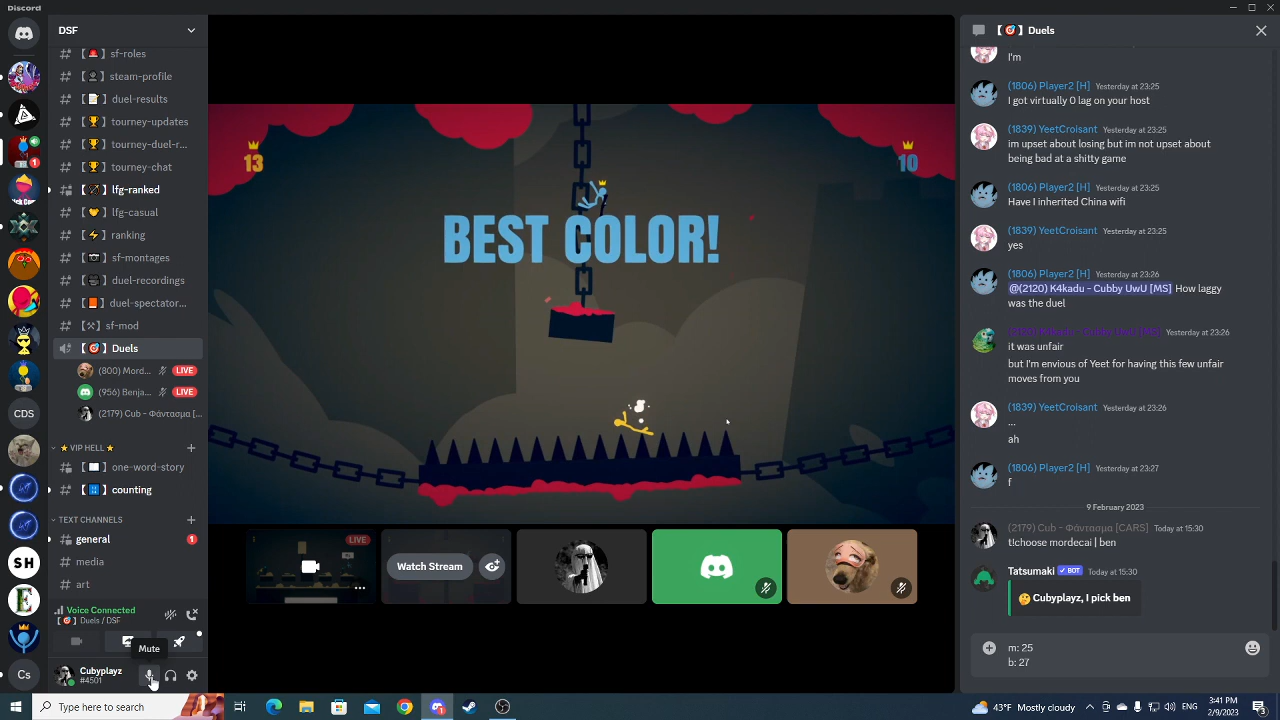 Discord
DSF
sf-roles
steam-profile
duel-results
tourney-updates
tourney-duel-r...
tourney-chat
lfg-ranked
lfg-casual
ranking
sf-montages
duel-recordings
duel-spectator...
sf-mod
Duels
(800) Mord... LIVE
(956) Benja... LIVE
(2179) Cub - Φάντασμα [...
VIP HELL
one-word-story
counting
TEXT CHANNELS
general 1
media
art
Voice Connected
Duels / DSF
Mute
Cubyplayz
#4501
1
CDS
SH
Cs
13
10
BEST COLOR!
LIVE
Watch Stream
Duels
I'm
(1806) Player2 [H] Yesterday at 23:25
I got virtually 0 lag on your host
(1839) YeetCroisant Yesterday at 23:25
im upset about losing but im not upset about
being bad at a shitty game
(1806) Player2 [H] Yesterday at 23:25
Have I inherited China wifi
(1839) YeetCroisant Yesterday at 23:25
yes
(1806) Player2 [H] Yesterday at 23:26
@(2120) K4kadu - Cubby UwU [MS] How laggy
was the duel
(2120) K4kadu - Cubby UwU [MS] Yesterday at 23:26
it was unfair
but I'm envious of Yeet for having this few unfair
moves from you
(1839) YeetCroisant Yesterday at 23:26
...
ah
(1806) Player2 [H] Yesterday at 23:27
f
9 February 2023
(2179) Cub - Φάντασμα [CARS] Today at 15:30
t!choose mordecai | ben
Tatsumaki BOT Today at 15:30
Cubyplayz, I pick ben
m: 25
b: 27
Type here to search
43°F Mostly cloudy
3:41 PM
2/9/2023